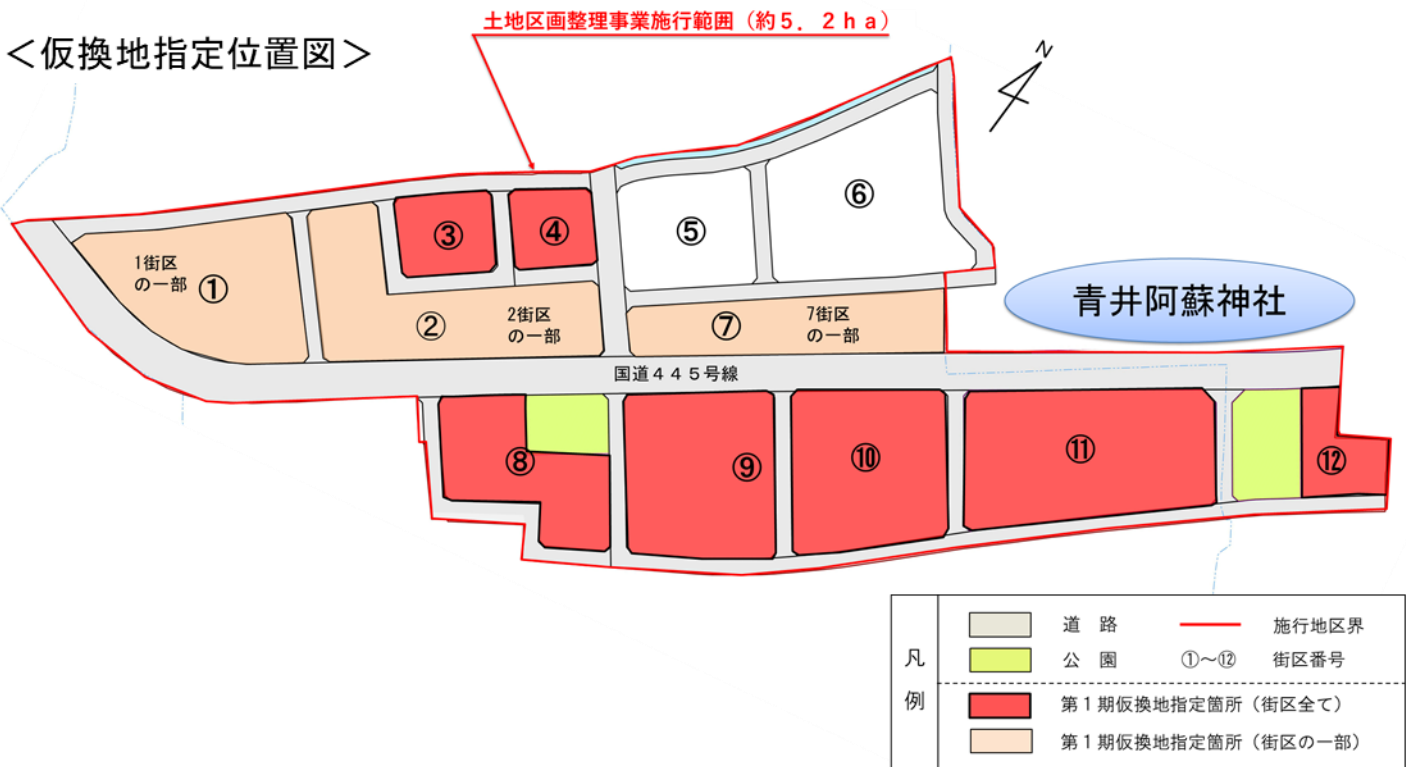 土地区画整理事業施行範囲(約5.2ha)
<仮換地指定位置図>
N
⑥
③
④
⑤
1街区
の一部
①
青井阿蘇神社
②
2街区
の一部
⑦
7街区
の一部
国道445号線
⑧
⑨
⑩
⑪
⑫
凡例
道路
施行地区界
公園
①~⑫
街区番号
第1期仮換地指定箇所(街区全て)
第1期仮換地指定箇所(街区の一部)